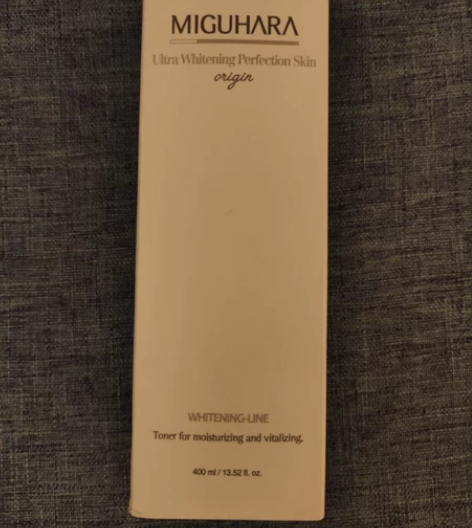 MIGUHARA
Ultra Whitening Perfection Skin
origin
WHITENING-LINE
Toner for moisturizing and vitalizing.
400 ml / 13.52 fl. oz.